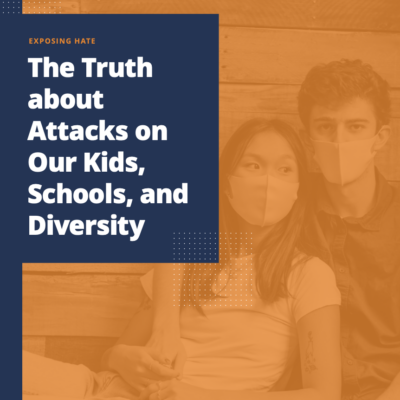 EXPOSING HATE
The Truth
about
Attacks on
Our Kids,
Schools, and
Diversity